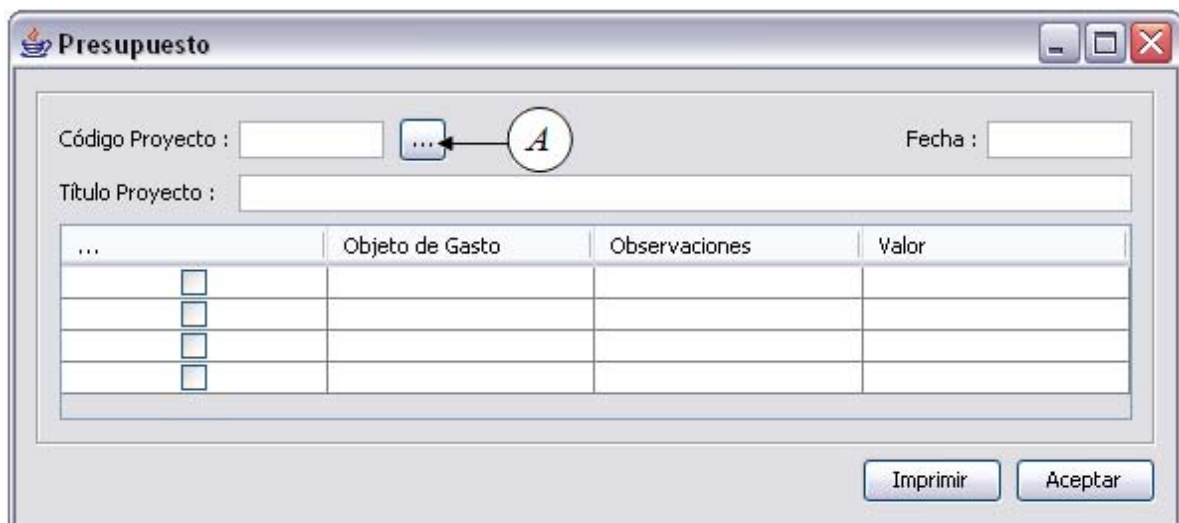 Presupuesto
Código Proyecto : ... A Fecha :
Título Proyecto :
... Objeto de Gasto Observaciones Valor
Imprimir Aceptar